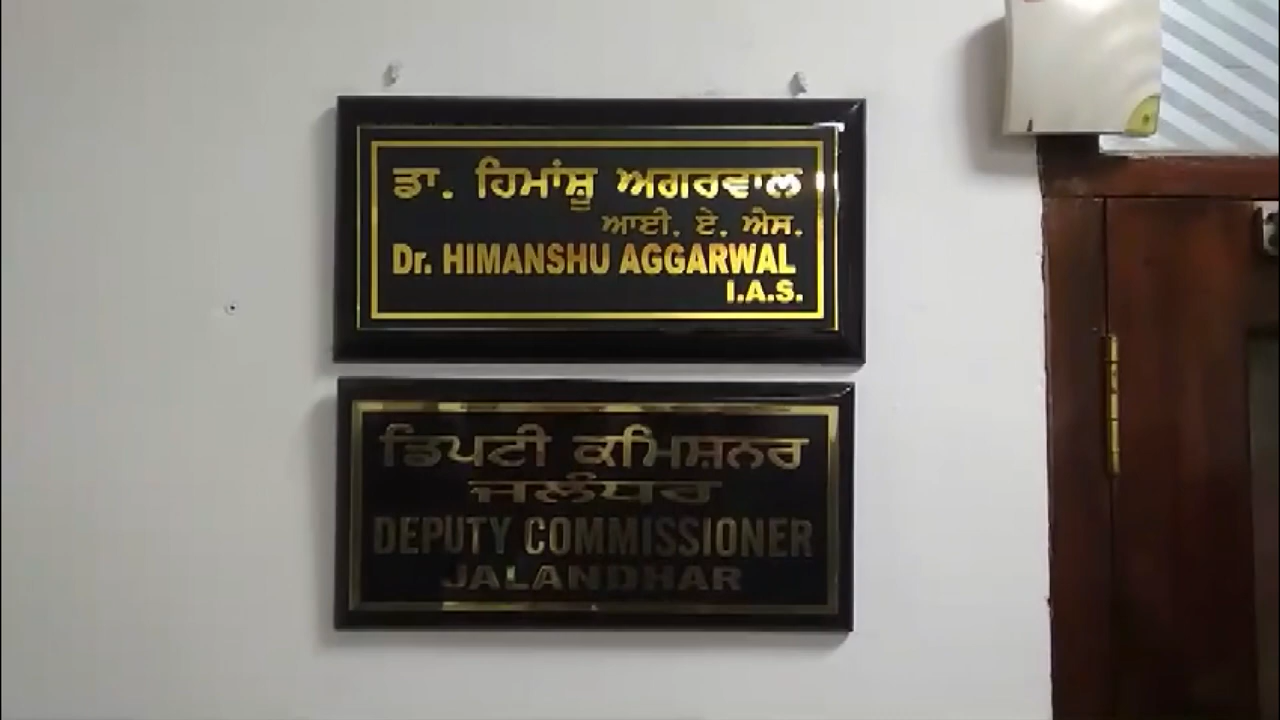 ਡਾ. ਹਿਮਾਂਸ਼ੂ ਅਗਰਵਾਲ
ਆਈ. ਏ. ਐਸ.
Dr. HIMANSHU AGGARWAL
I.A.S.
ਡਿਪਟੀ ਕਮਿਸ਼ਨਰ
ਜਲੰਧਰ
DEPUTY COMMISSIONER
JALANDHAR